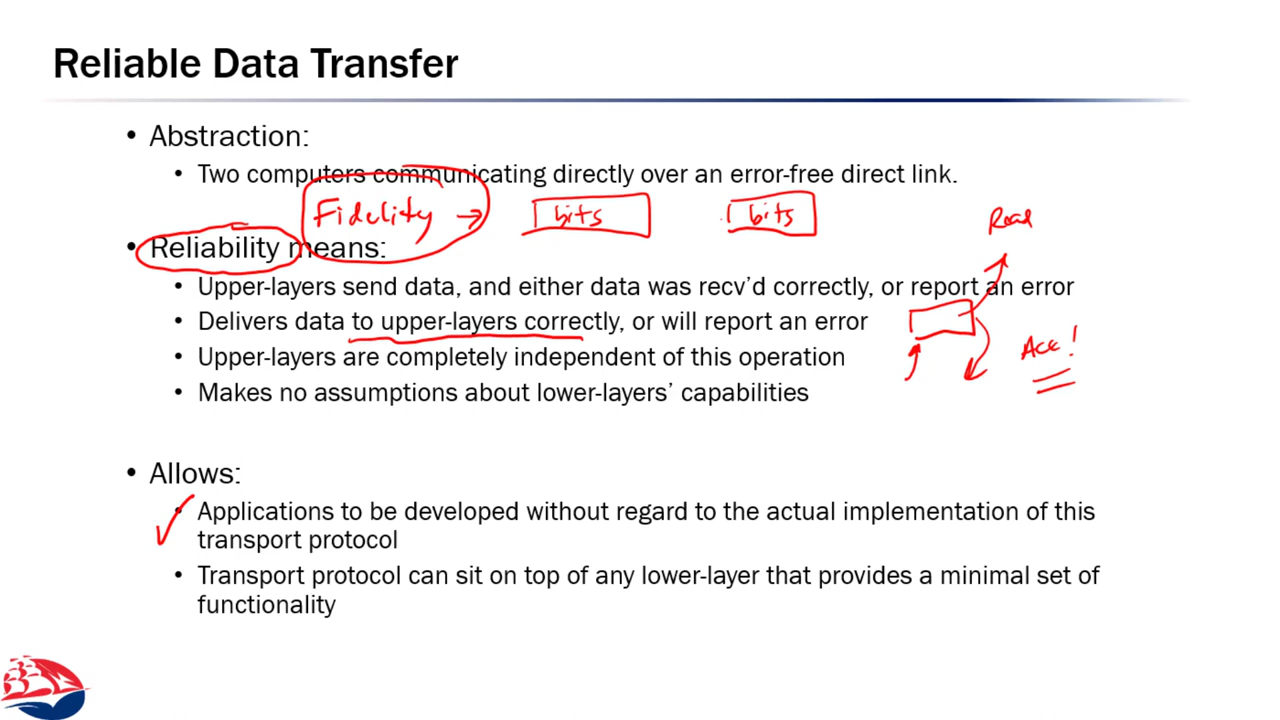 Reliable Data Transfer
• Abstraction:
• Two computers communicating directly over an error-free direct link.
Fidelity → bits bits
Read
• Reliability means:
• Upper-layers send data, and either data was recv'd correctly, or report an error
• Delivers data to upper-layers correctly, or will report an error
Ack!
• Upper-layers are completely independent of this operation
• Makes no assumptions about lower-layers' capabilities
• Allows:
• Applications to be developed without regard to the actual implementation of this
transport protocol
• Transport protocol can sit on top of any lower-layer that provides a minimal set of
functionality